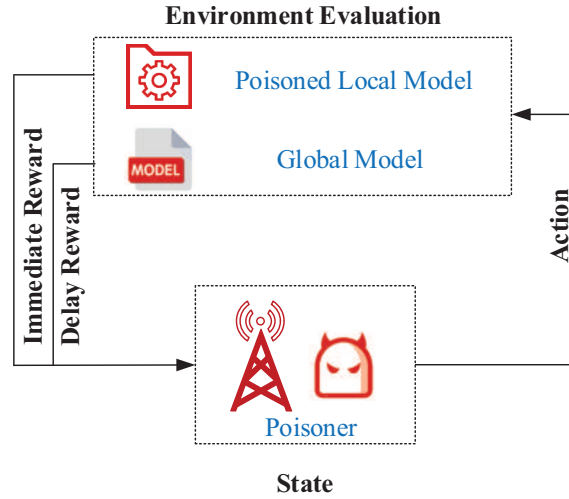 Environment Evaluation
Poisoned Local Model
MODEL
Global Model
Immediate Reward
Delay Reward
Action
Poisoner
State